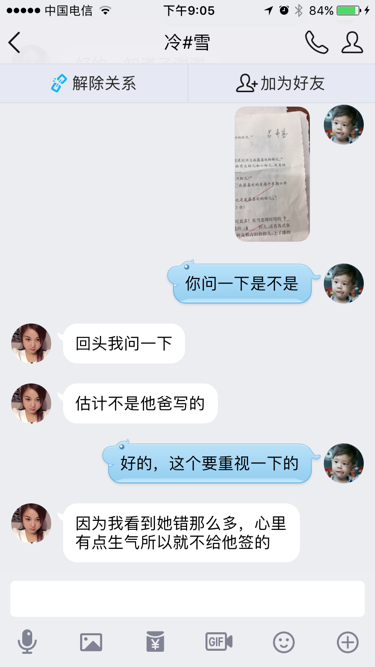 中国电信
下午9:05
84%
冷#雪
解除关系
加为好友
你问一下是不是
回头我问一下
估计不是他爸写的
好的，这个要重视一下的
因为我看到她错那么多，心里
有点生气所以就不给他签的
GIF
¥